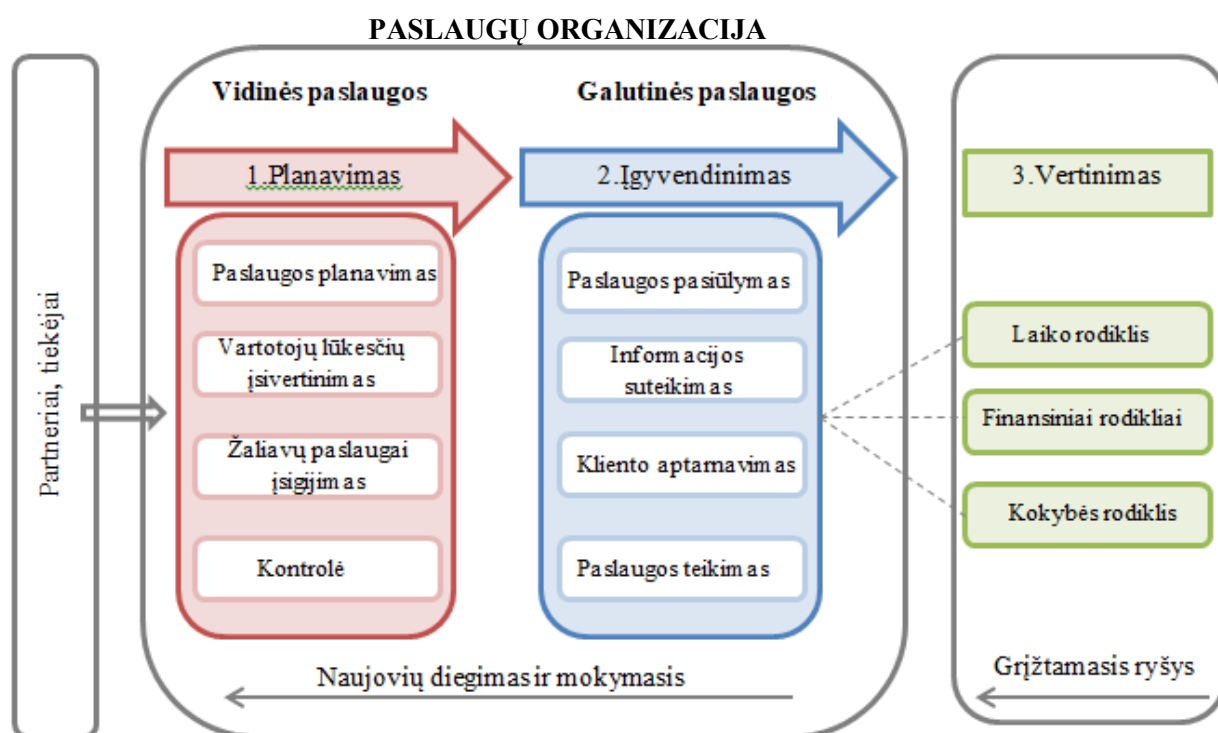 PASLAUGŲ ORGANIZACIJA
Partneriai, tiekėjai
Vidinės paslaugos
1.Planavimas
Paslaugos planavimas
Vartotojų lūkesčių
įsivertinimas
Žaliavų paslaugai
įsigijimas
Kontrolė
Galutinės paslaugos
2.Įgyvendinimas
Paslaugos pasiūlymas
Informacijos
suteikimas
Kliento aptarnavimas
Paslaugos teikimas
Naujovių diegimas ir mokymasis
3.Vertinimas
Laiko rodiklis
Finansiniai rodikliai
Kokybės rodiklis
Grįžtamasis ryšys